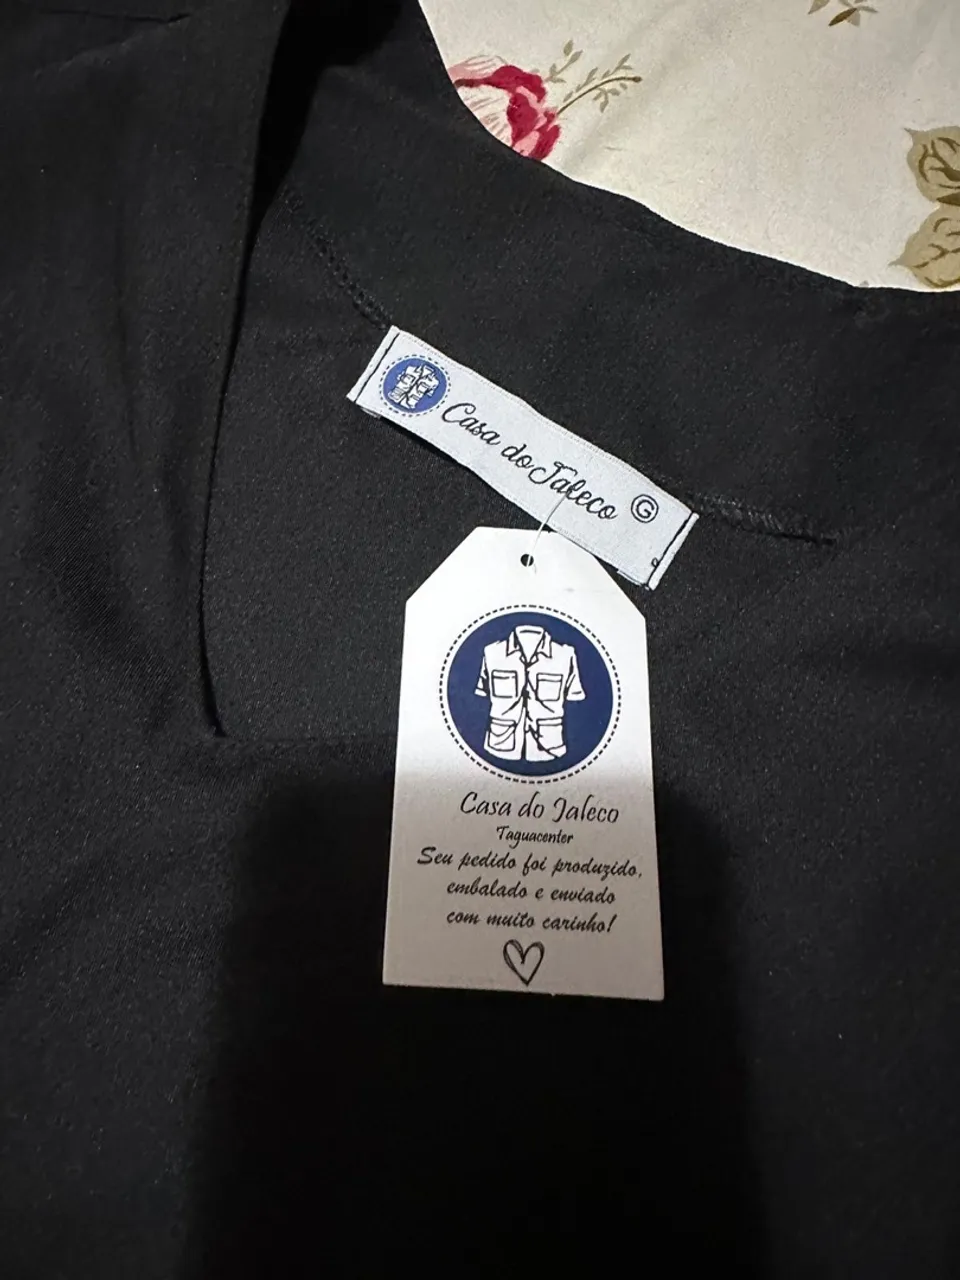 Casa do Jaleco G
Casa do Jaleco
Taguacenter
Seu pedido foi produzido,
embalado e enviado
com muito carinho!